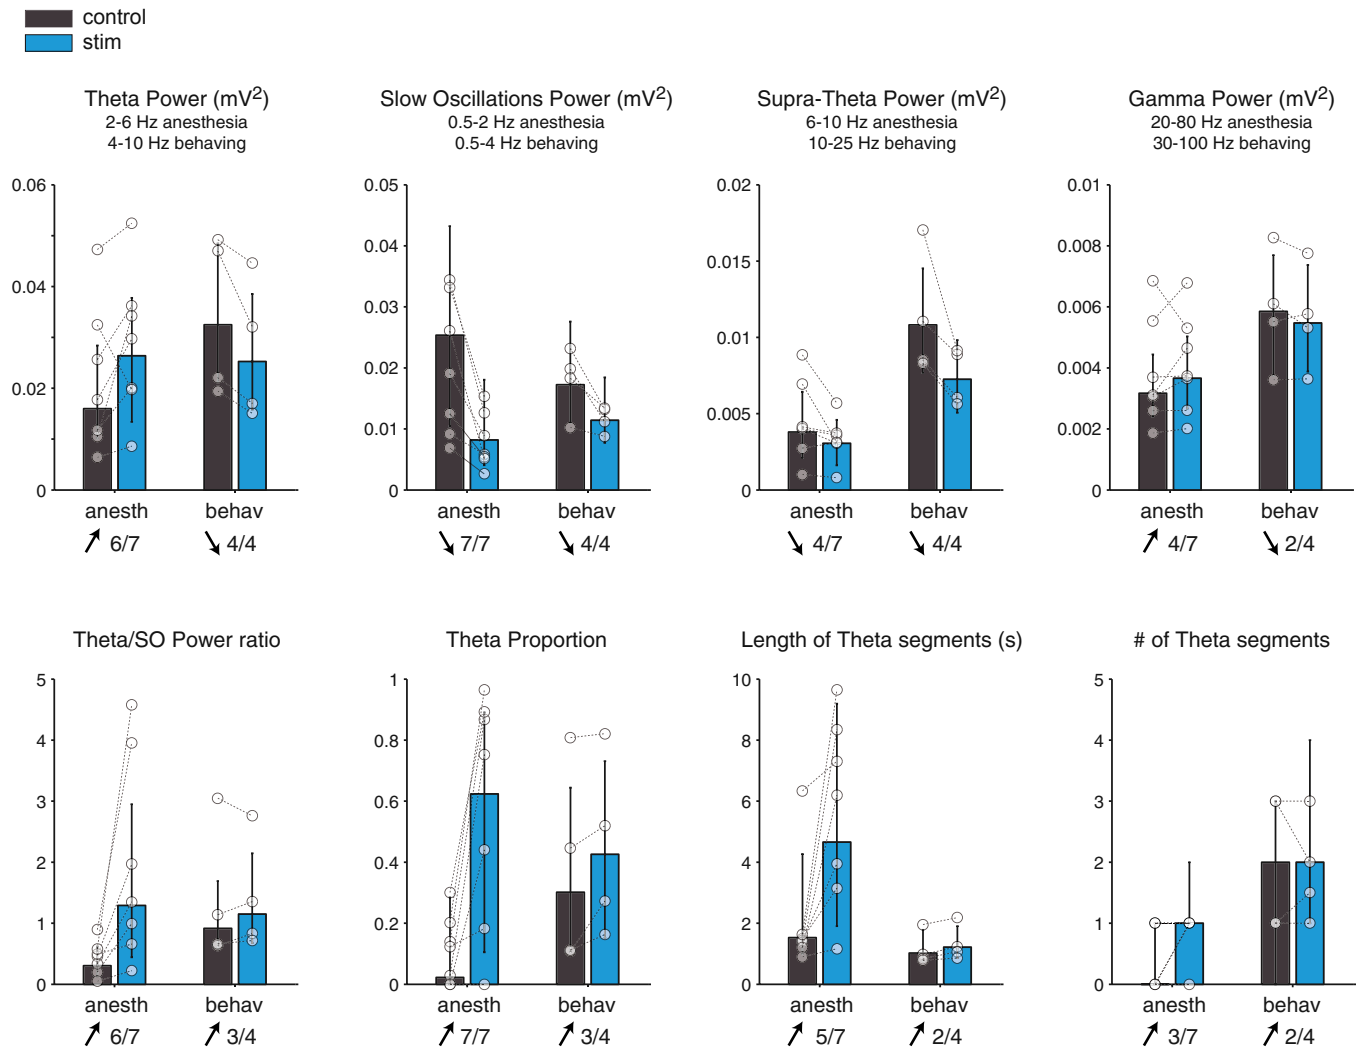 control
stim
Theta Power (mV²)
2-6 Hz anesthesia
4-10 Hz behaving
0.06
0.04
0.02
0
anesth behav
↗ 6/7 ↘ 4/4
Slow Oscillations Power (mV²)
0.5-2 Hz anesthesia
0.5-4 Hz behaving
0.05
0.04
0.03
0.02
0.01
0
anesth behav
↘ 7/7 ↘ 4/4
Supra-Theta Power (mV²)
6-10 Hz anesthesia
10-25 Hz behaving
0.02
0.015
0.01
0.005
0
anesth behav
↘ 4/7 ↘ 4/4
Gamma Power (mV²)
20-80 Hz anesthesia
30-100 Hz behaving
0.01
0.008
0.006
0.004
0.002
0
anesth behav
↗ 4/7 ↘ 2/4
Theta/SO Power ratio
5
4
3
2
1
0
anesth behav
↗ 6/7 ↗ 3/4
Theta Proportion
1
0.8
0.6
0.4
0.2
0
anesth behav
↗ 7/7 ↗ 3/4
Length of Theta segments (s)
10
8
6
4
2
0
anesth behav
↗ 5/7 ↗ 2/4
# of Theta segments
5
4
3
2
1
0
anesth behav
↗ 3/7 ↗ 2/4